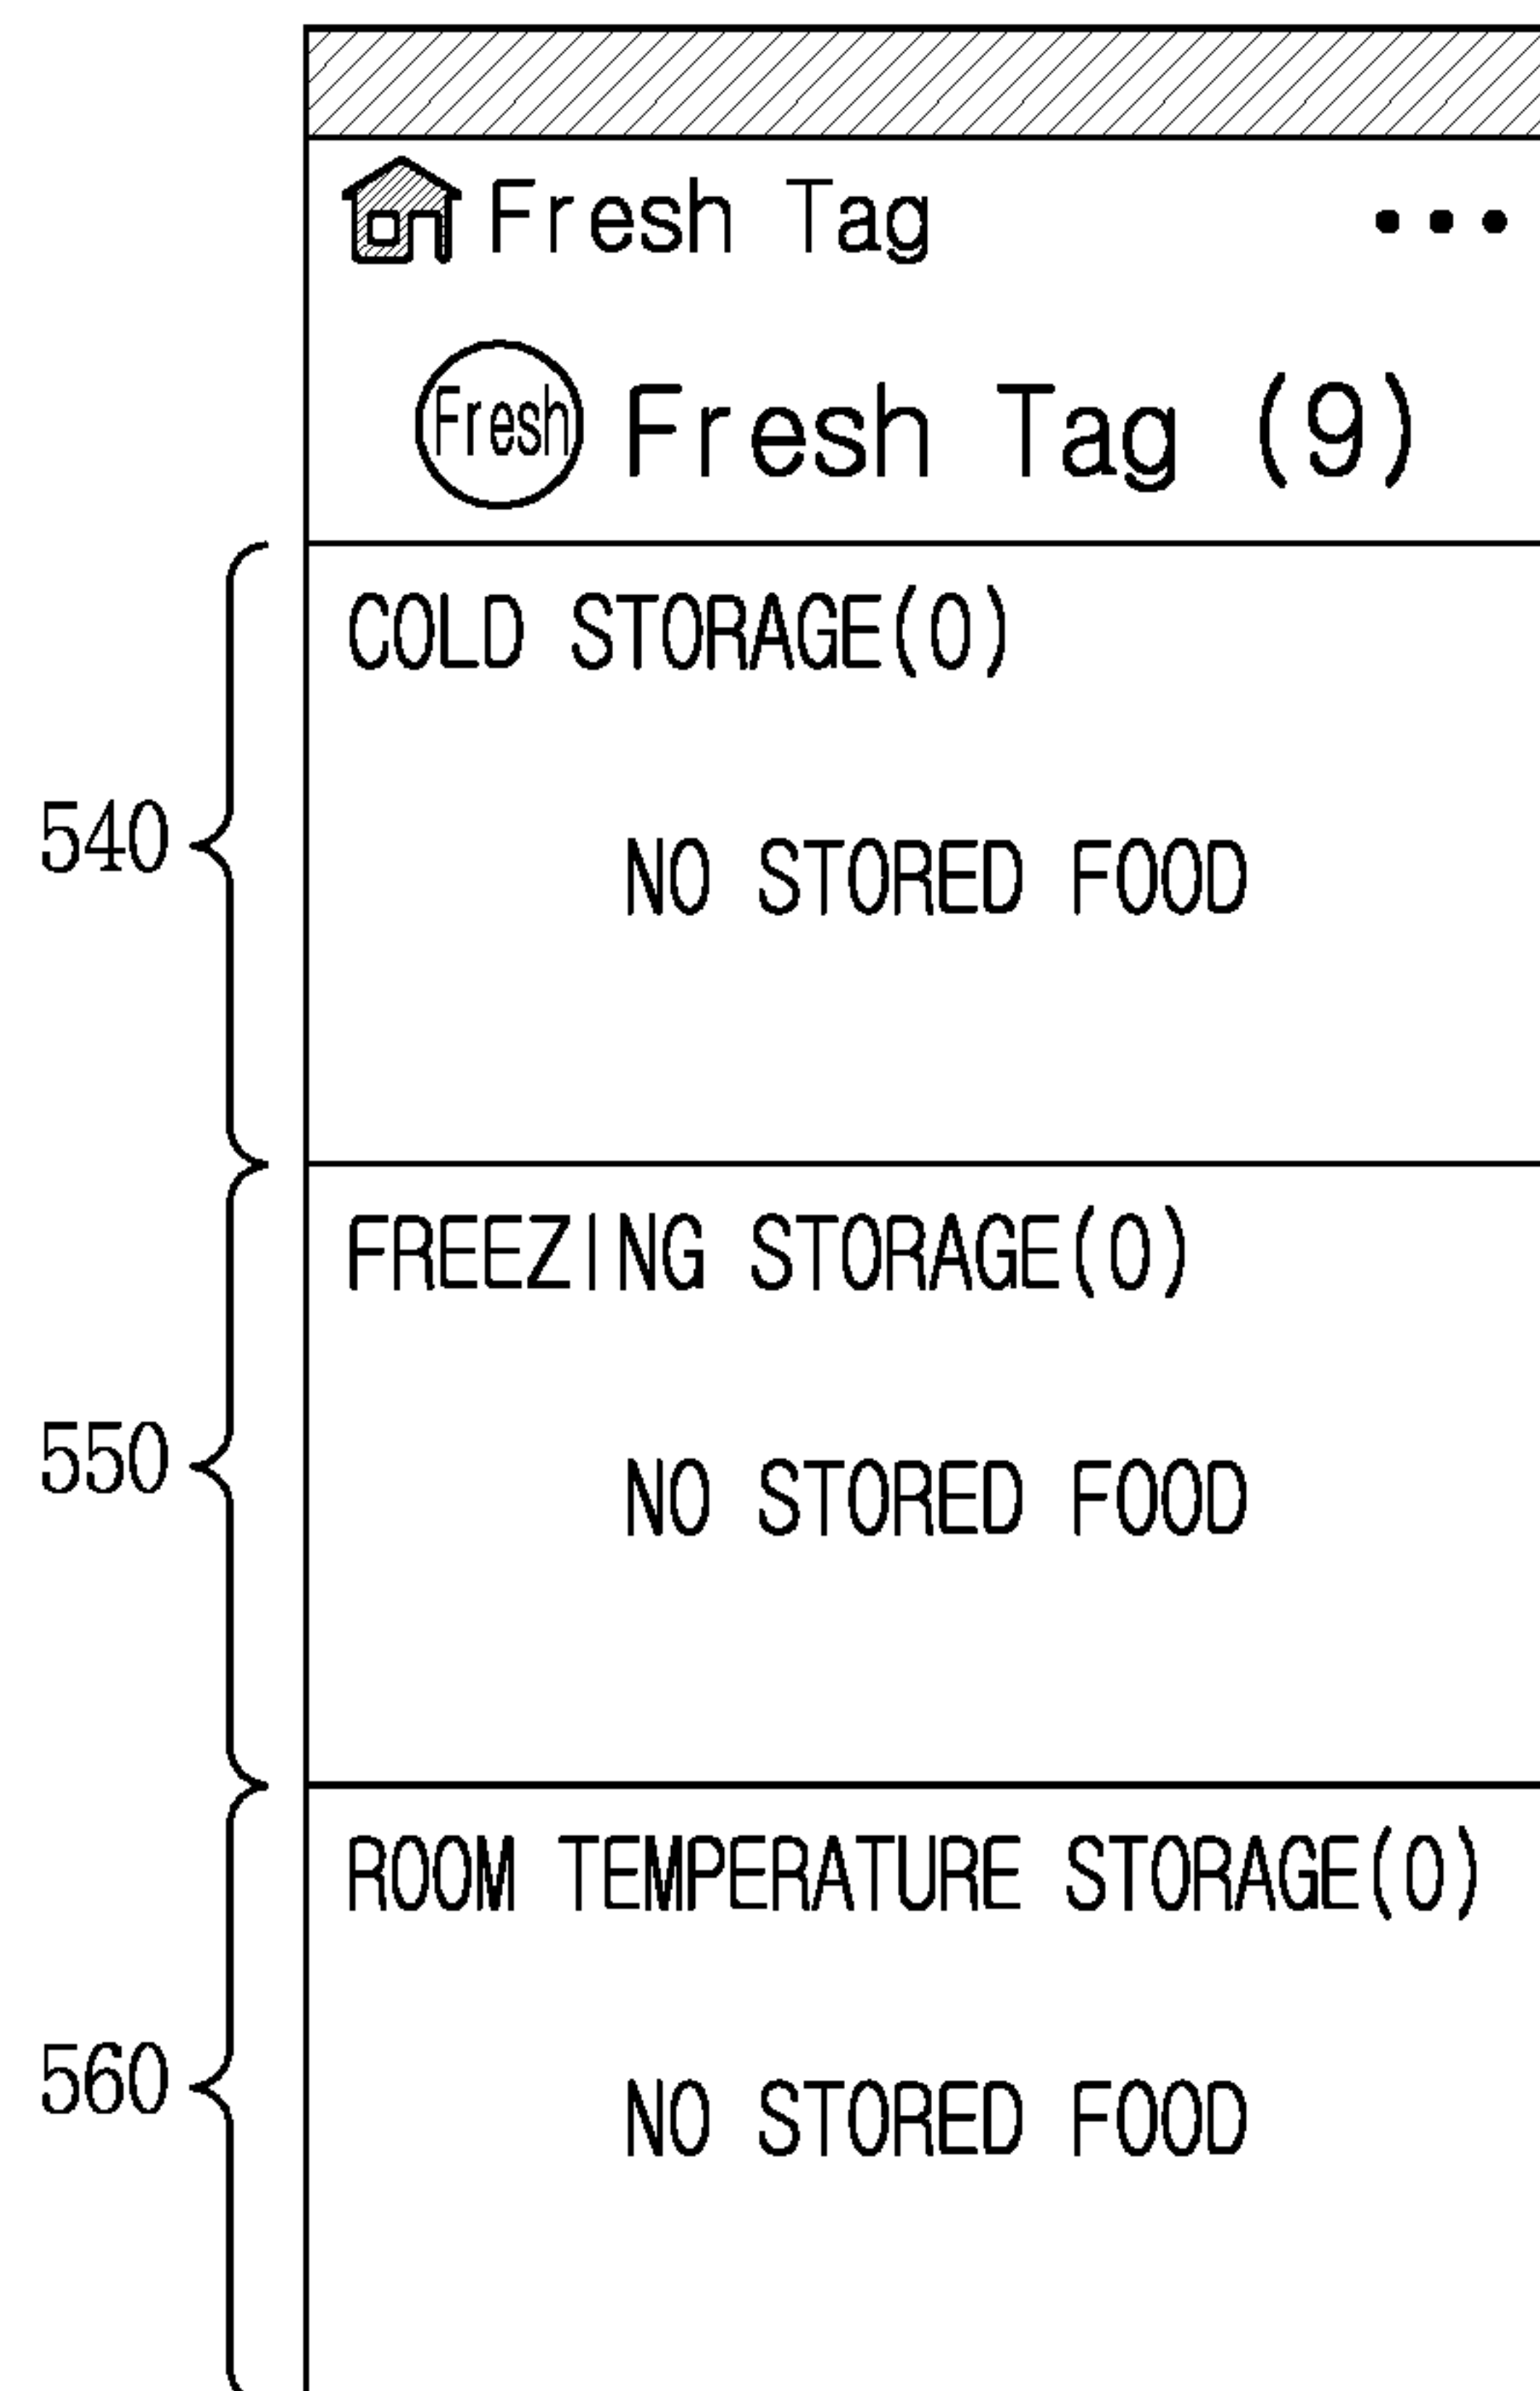 Fresh Tag •••
Fresh Fresh Tag (9)
COLD STORAGE(0)
540
NO STORED FOOD
FREEZING STORAGE(0)
550
NO STORED FOOD
ROOM TEMPERATURE STORAGE(0)
560
NO STORED FOOD